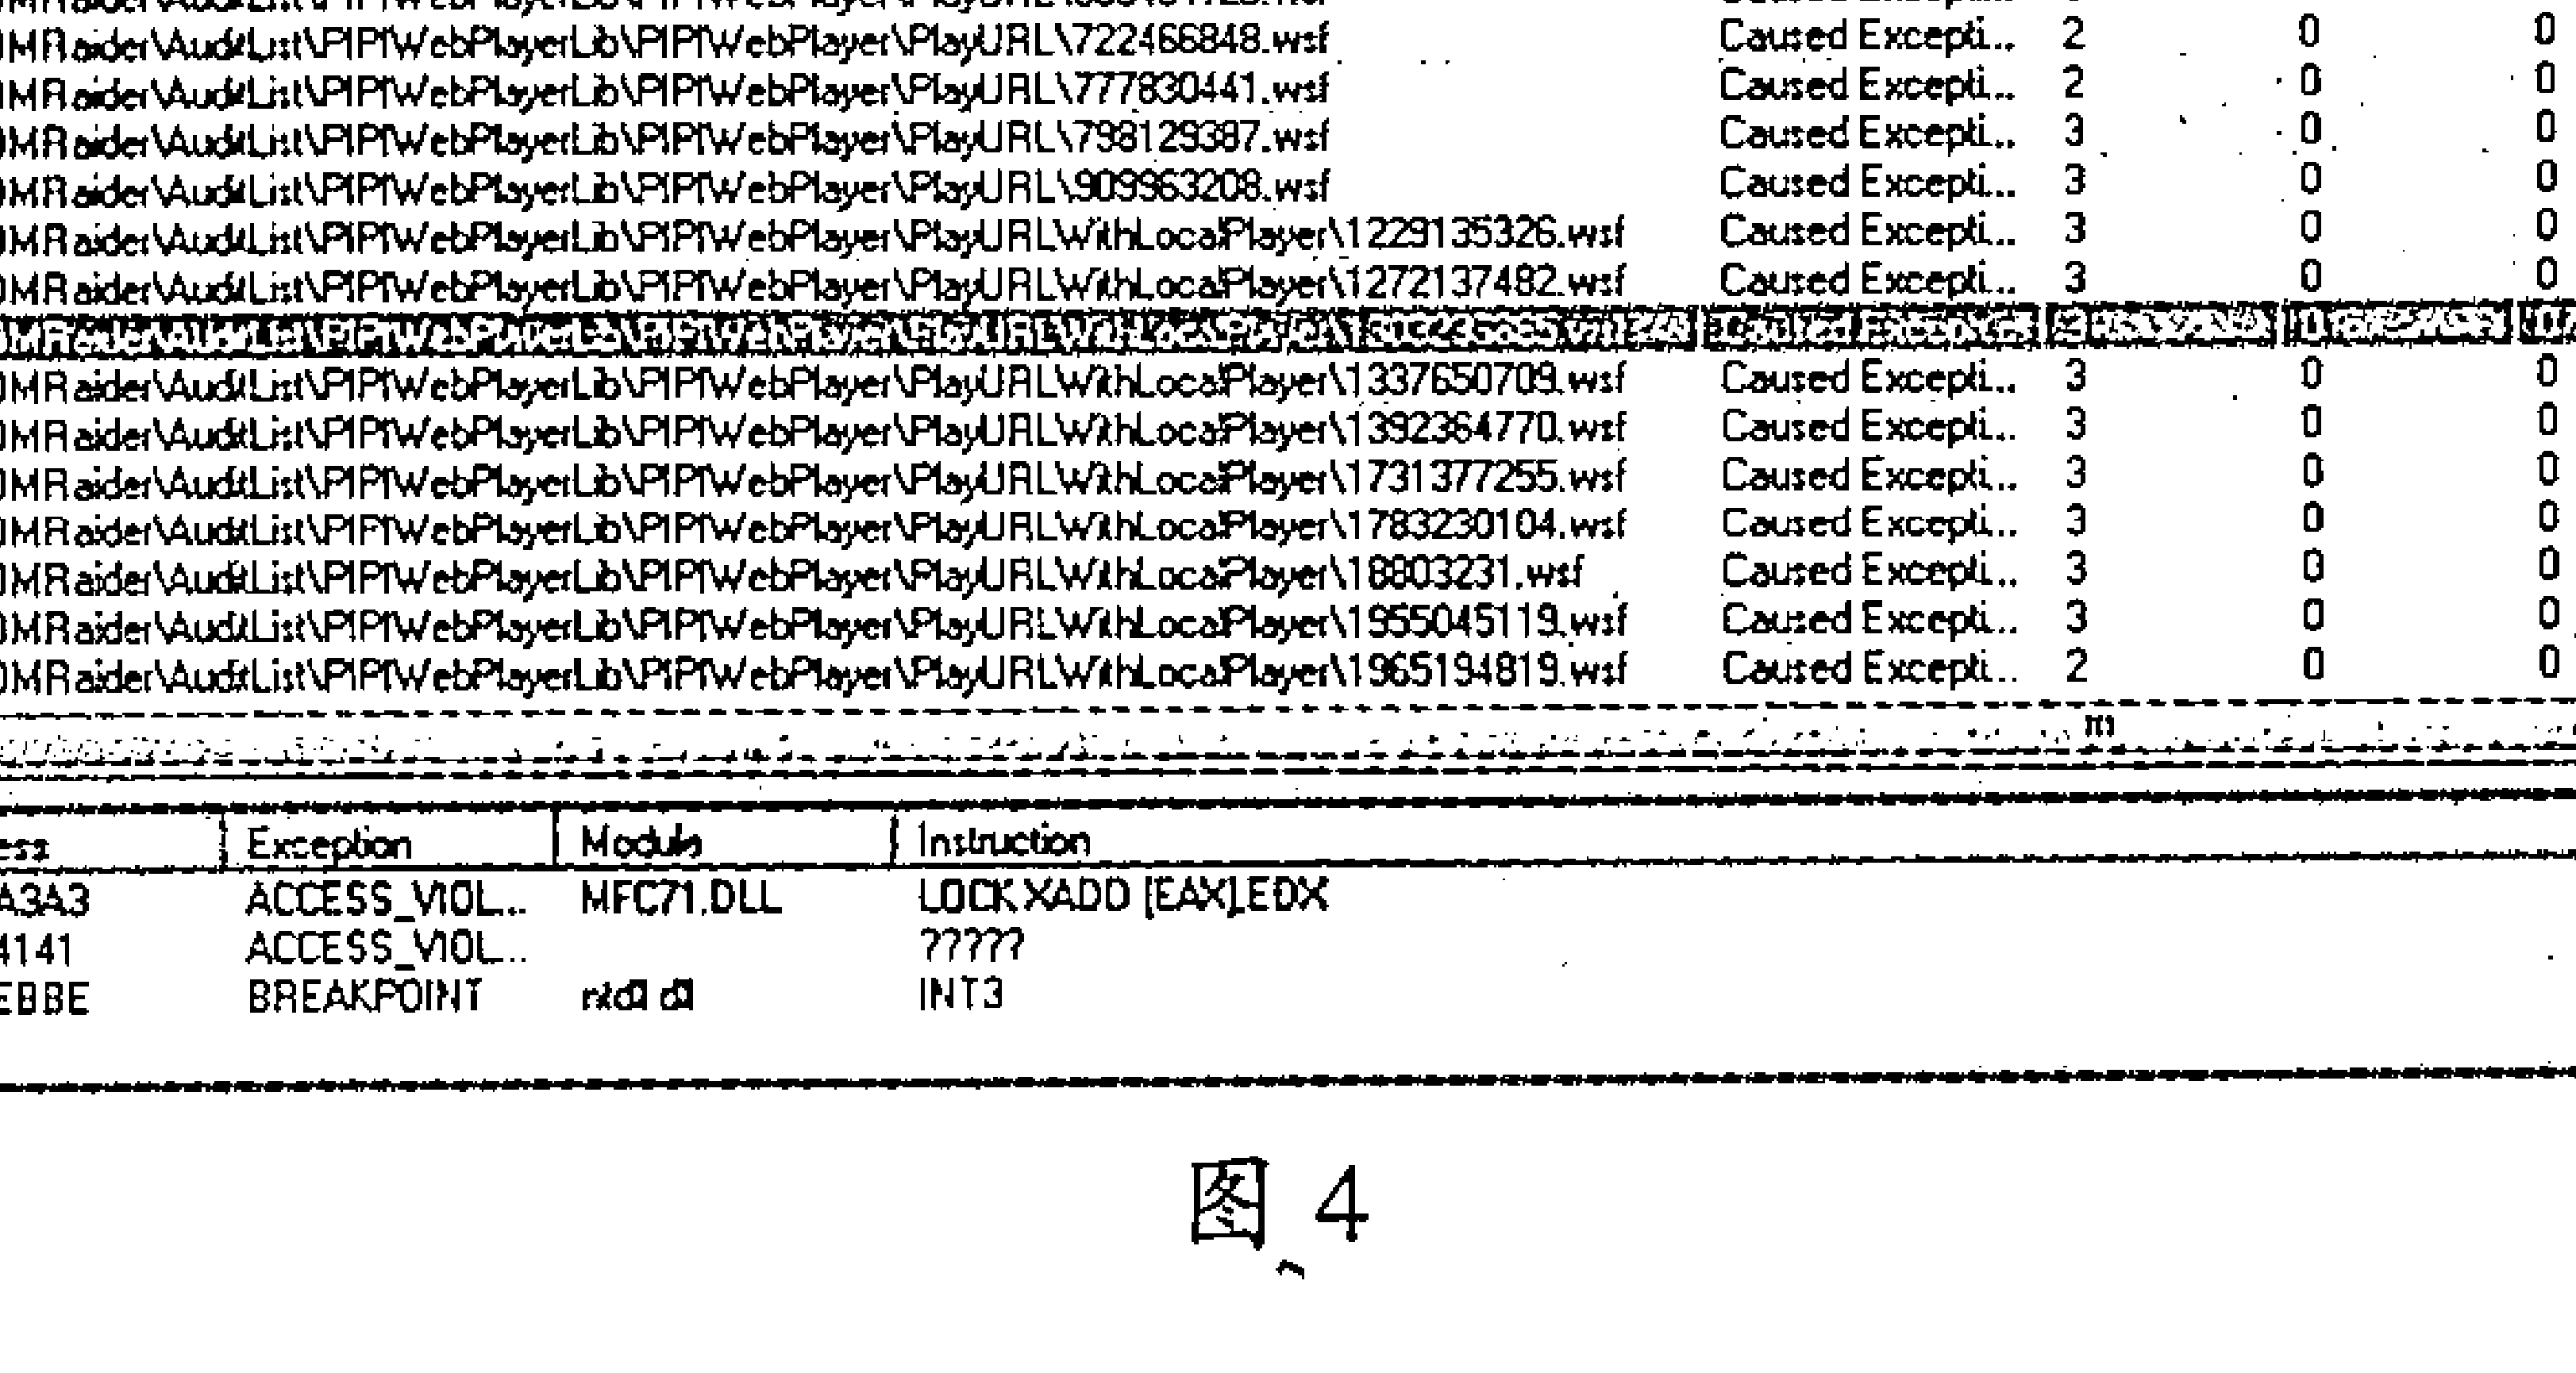 MRaider\AuditList\PIPIWebPlayerLib\PIPIWebPlayer\PlayURL\722466848.wsf Caused Excepti... 2 0 0
MRaider\AuditList\PIPIWebPlayerLib\PIPIWebPlayer\PlayURL\777830441.wsf Caused Excepti... 2 0 0
MRaider\AuditList\PIPIWebPlayerLib\PIPIWebPlayer\PlayURL\798129387.wsf Caused Excepti... 3 0 0
MRaider\AuditList\PIPIWebPlayerLib\PIPIWebPlayer\PlayURL\909963208.wsf Caused Excepti... 3 0 0
MRaider\AuditList\PIPIWebPlayerLib\PIPIWebPlayer\PlayURLWithLocalPlayer\1229135326.wsf Caused Excepti... 3 0 0
MRaider\AuditList\PIPIWebPlayerLib\PIPIWebPlayer\PlayURLWithLocalPlayer\1272137482.wsf Caused Excepti... 3 0 0
3 0 0
MRaider\AuditList\PIPIWebPlayerLib\PIPIWebPlayer\PlayURLWithLocalPlayer\1337650709.wsf Caused Excepti... 3 0 0
MRaider\AuditList\PIPIWebPlayerLib\PIPIWebPlayer\PlayURLWithLocalPlayer\1392364770.wsf Caused Excepti... 3 0 0
MRaider\AuditList\PIPIWebPlayerLib\PIPIWebPlayer\PlayURLWithLocalPlayer\1731377255.wsf Caused Excepti... 3 0 0
MRaider\AuditList\PIPIWebPlayerLib\PIPIWebPlayer\PlayURLWithLocalPlayer\1783230104.wsf Caused Excepti... 3 0 0
MRaider\AuditList\PIPIWebPlayerLib\PIPIWebPlayer\PlayURLWithLocalPlayer\18803231.wsf Caused Excepti... 3 0 0
MRaider\AuditList\PIPIWebPlayerLib\PIPIWebPlayer\PlayURLWithLocalPlayer\1955045119.wsf Caused Excepti... 3 0 0
MRaider\AuditList\PIPIWebPlayerLib\PIPIWebPlayer\PlayURLWithLocalPlayer\1965194819.wsf Caused Excepti... 2 0 0
ess Exception Module Instruction
A3A3 ACCESS_VIOL... MFC71.DLL LOCK XADD [EAX],EDX
4141 ACCESS_VIOL... ?????
EBBE BREAKPOINT ntdll.dll INT3
图 4